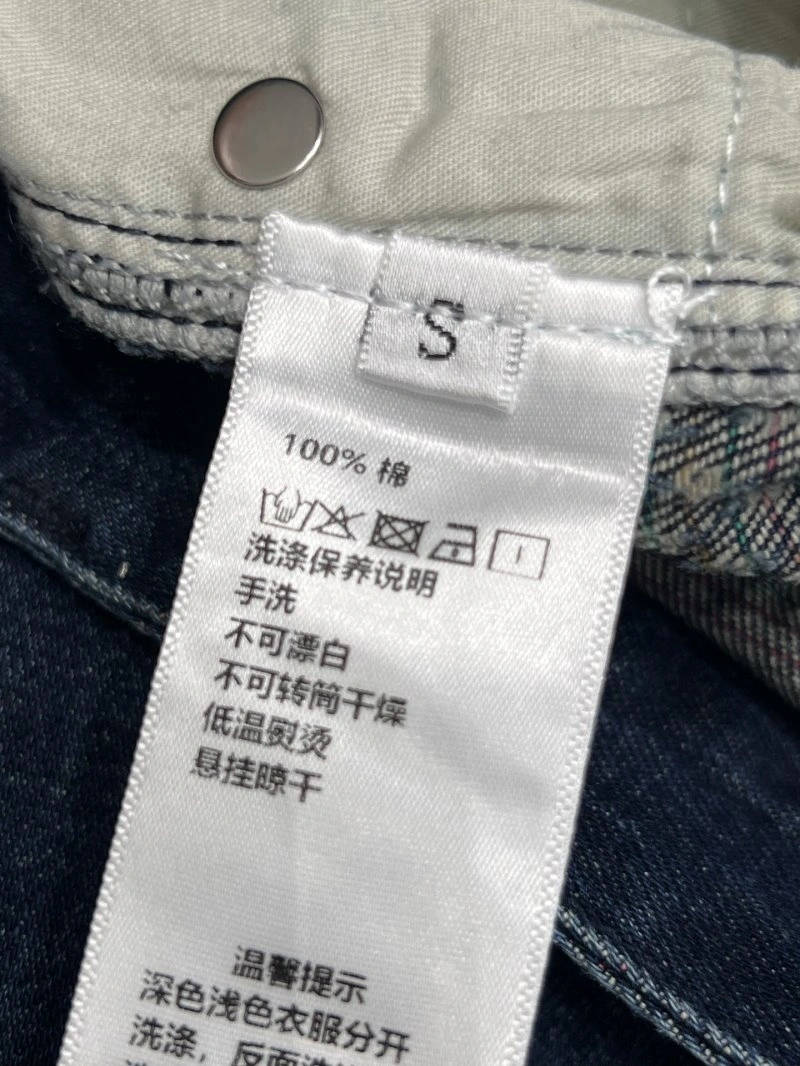 S
100% 棉
洗涤保养说明
手洗
不可漂白
不可转筒干燥
低温熨烫
悬挂晾干
温馨提示
深色浅色衣服分开
洗涤，反面洗